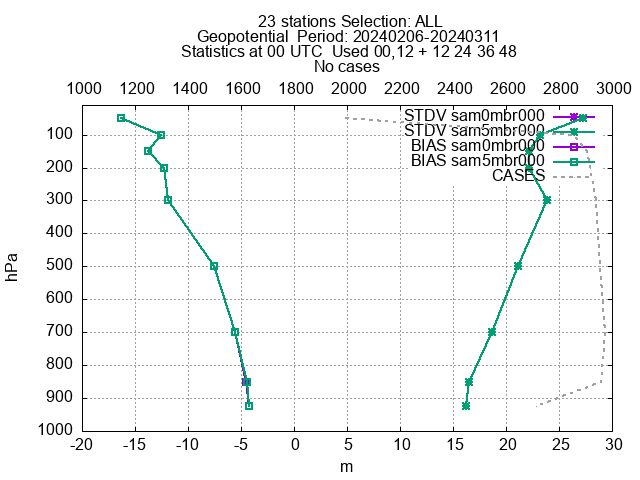 23 stations Selection: ALL
Geopotential  Period: 20240206-20240311
Statistics at 00 UTC  Used 00,12 + 12 24 36 48
No cases
1000 1200 1400 1600 1800 2000 2200 2400 2600 2800 3000
STDV sam0mbr000
STDV sam5mbr000
BIAS sam0mbr000
BIAS sam5mbr000
CASES
100
200
300
400
500
600
700
800
900
1000
hPa
-20 -15 -10 -5 0 5 10 15 20 25 30
m